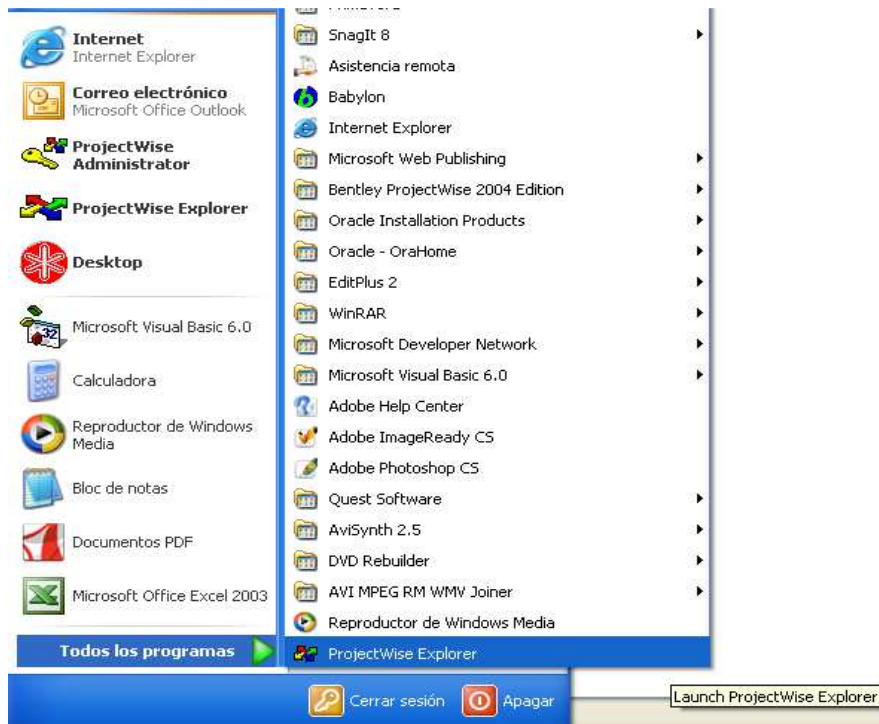 Internet
Internet Explorer
Correo electrónico
Microsoft Office Outlook
ProjectWise
Administrator
ProjectWise Explorer
Desktop
Microsoft Visual Basic 6.0
Calculadora
Reproductor de Windows
Media
Bloc de notas
Documentos PDF
Microsoft Office Excel 2003
Todos los programas
SnagIt 8
Asistencia remota
Babylon
Internet Explorer
Microsoft Web Publishing
Bentley ProjectWise 2004 Edition
Oracle Installation Products
Oracle - OraHome
EditPlus 2
WinRAR
Microsoft Developer Network
Microsoft Visual Basic 6.0
Adobe Help Center
Adobe ImageReady CS
Adobe Photoshop CS
Quest Software
AviSynth 2.5
DVD Rebuilder
AVI MPEG RM WMV Joiner
Reproductor de Windows Media
ProjectWise Explorer
Cerrar sesión
Apagar
Launch ProjectWise Explorer